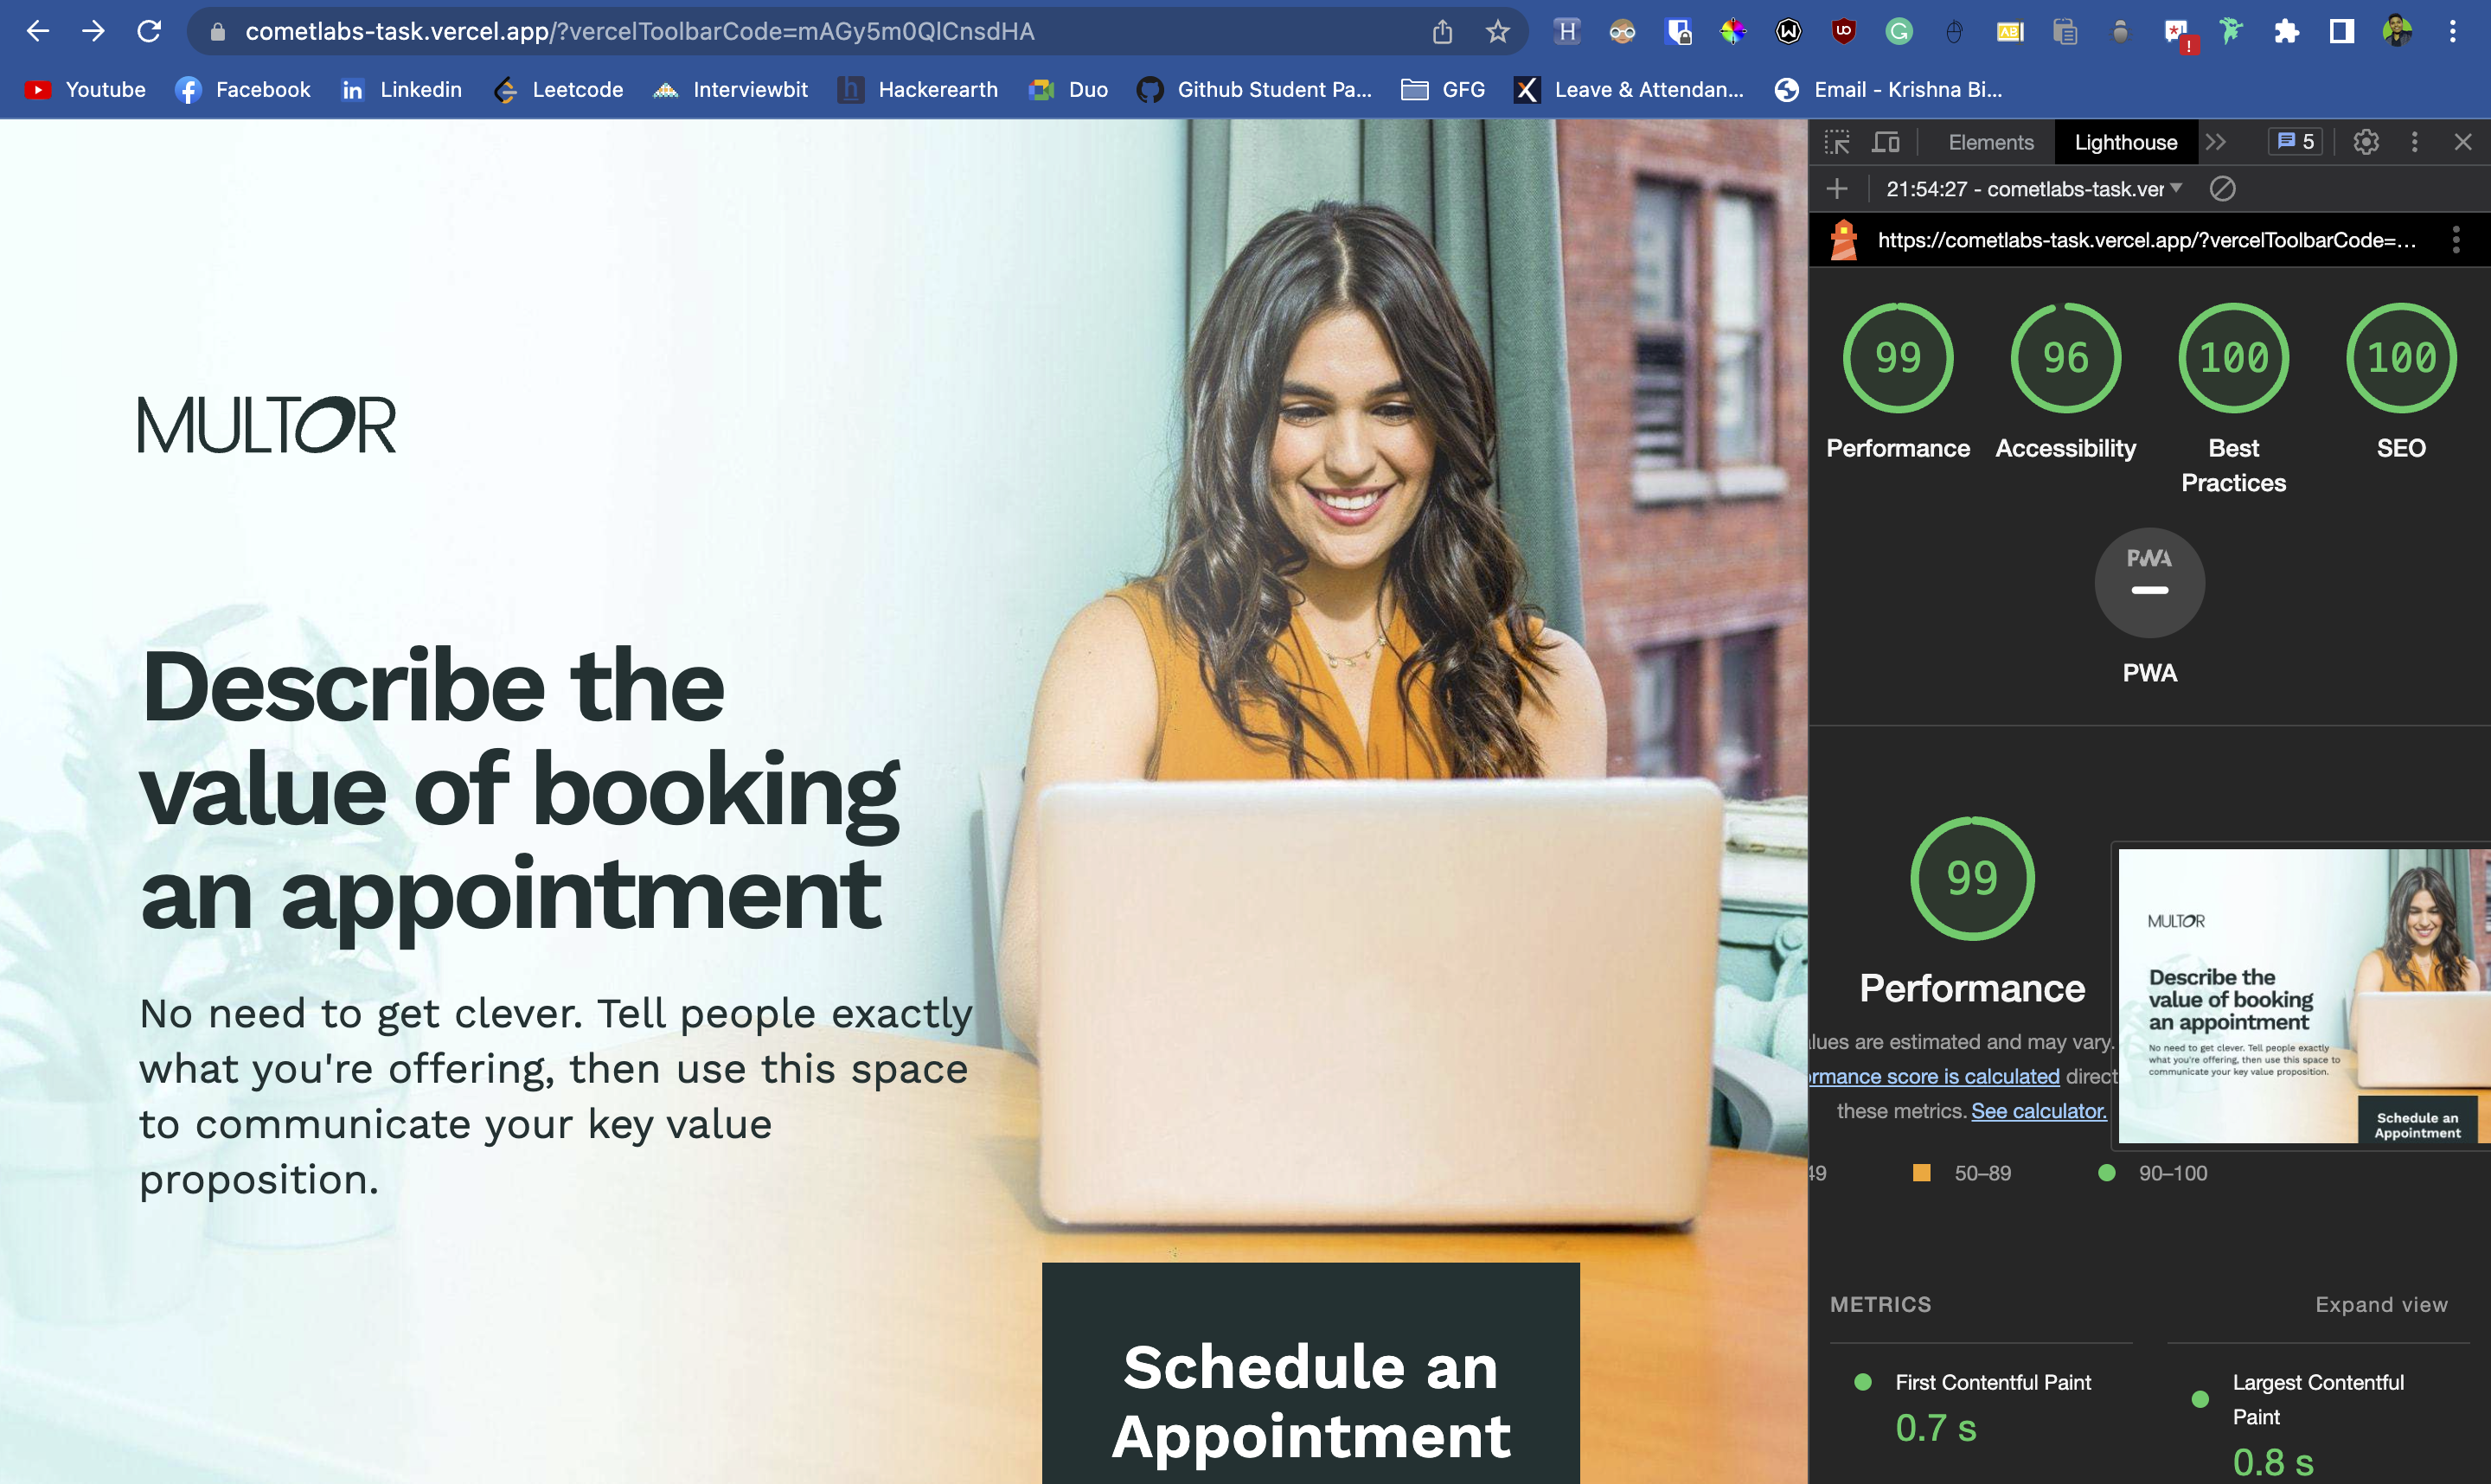 cometlabs-task.vercel.app/?vercelToolbarCode=mAGy5m0QlCnsdHA
Youtube Facebook Linkedin Leetcode Interviewbit Hackerearth Duo Github Student Pa... GFG Leave & Attendan... Email - Krishna Bi...
Elements Lighthouse 5
21:54:27 - cometlabs-task.ver
https://cometlabs-task.vercel.app/?vercelToolbarCode=...
MULTOR
Describe the
value of booking
an appointment
No need to get clever. Tell people exactly
what you're offering, then use this space
to communicate your key value
proposition.
Schedule an
Appointment
99 96 100 100
Performance Accessibility Best
Practices SEO
PWA
PWA
99
Performance
lues are estimated and may vary.
rmance score is calculated direct
these metrics. See calculator.
49 50–89 90–100
MULTOR
Describe the
value of booking
an appointment
No need to get clever. Tell people exactly
what you're offering, then use this space to
communicate your key value proposition.
Schedule an
Appointment
METRICS Expand view
First Contentful Paint
0.7 s
Largest Contentful
Paint
0.8 s